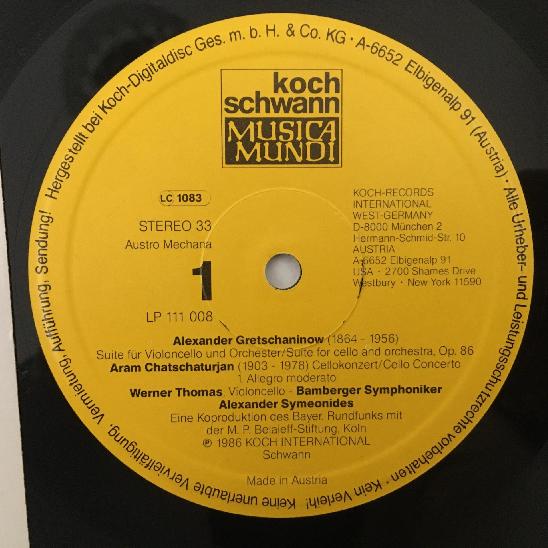 Hergestellt bei Koch-Digitaldisc Ges. m. b. H. & Co. KG · A-6652 Elbigenalp 91 (Austria) · Alle Urheber- und Leistungsschutzrechte vorbehalten · Kein Verleih! · Keine unerlaubte Vervielfältigung, Vermietung, Aufführung, Sendung!
koch
schwann
MUSICA
MUNDI
LC 1083
STEREO 33
Austro Mechana
1
LP 111 008
KOCH-RECORDS
INTERNATIONAL
WEST-GERMANY
D-8000 München 2
Hermann-Schmid-Str. 10
AUSTRIA
A-6652 Elbigenalp 91
USA · 2700 Shames Drive
Westbury · New York 11590
Alexander Gretschaninow (1864 - 1956)
Suite für Violoncello und Orchester/Suite for cello and orchestra, Op. 86
Aram Chatschaturjan (1903 - 1978) Cellokonzert/Cello Concerto
1. Allegro moderato
Werner Thomas, Violoncello - Bamberger Symphoniker
Alexander Symeonides
Eine Koproduktion des Bayer. Rundfunks mit
der M. P. Belaieff-Stiftung, Köln
℗ 1986 KOCH INTERNATIONAL
Schwann
Made in Austria